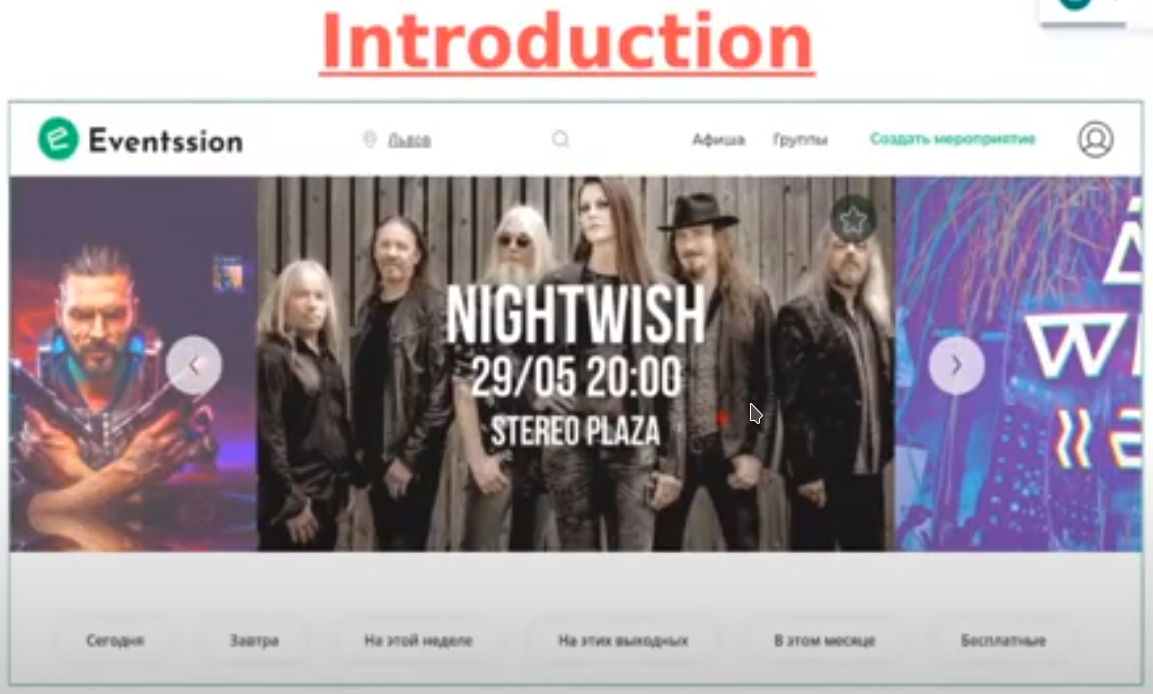 Introduction
Eventssion
Львов
Афиша
Группы
Создать мероприятие
NIGHTWISH
29/05 20:00
STEREO PLAZA
Сегодня
Завтра
На этой неделе
На этих выходных
В этом месяце
Бесплатные